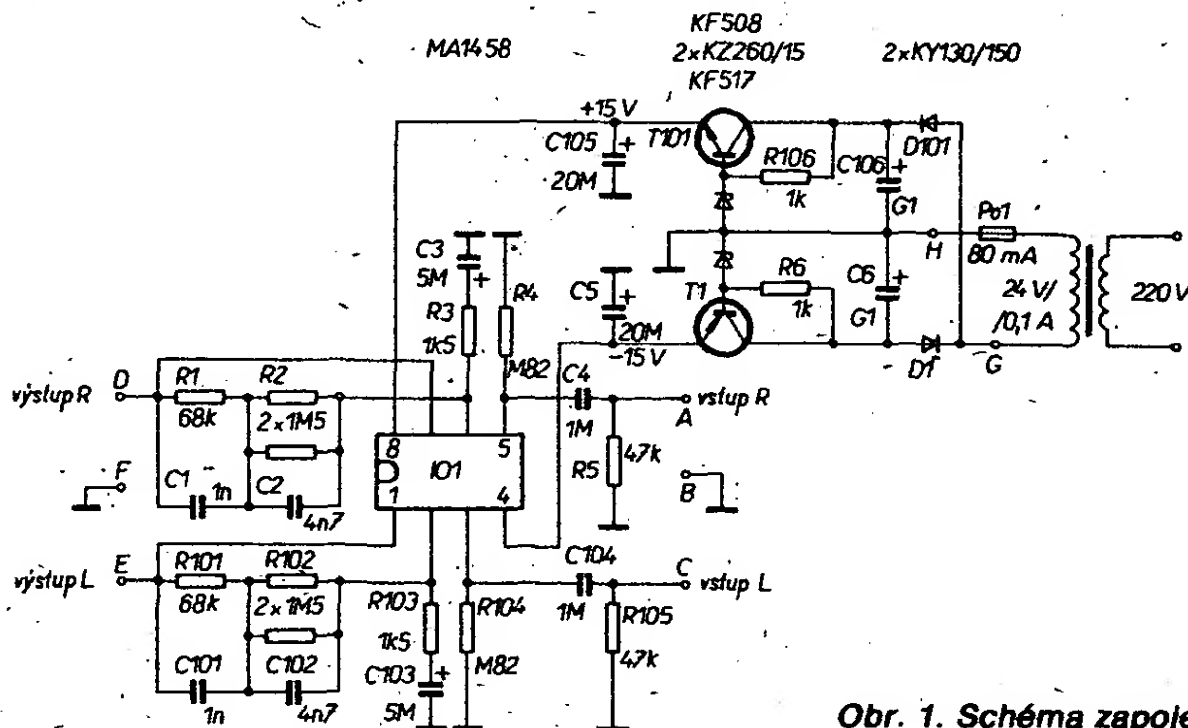 MA1458
KF508
2xKZ260/15
KF517
2xKY130/150
+15 V
C105
+
20M
T101
R106
1k
C106
+
G1
D101
Po1
80 mA
H
24 V/
/0,1 A
220 V
C3
5M
+
R4
R3
1k5
M82
C5
+
20M
-15 V
T1
R6
1k
C6
+
G1
D1
G
výstup R
D
R1
68k
R2
2x1M5
C1
1n
C2
4n7
F
8
5
IO1
1
4
C4
1M
A
vstup R
47k
R5
B
výstup L
E
R101
68k
R102
2x1M5
C101
1n
C102
4n7
R103
1k5
C103
+
5M
R104
M82
C104
1M
C
vstup L
R105
47k
Obr. 1. Schéma zapoje